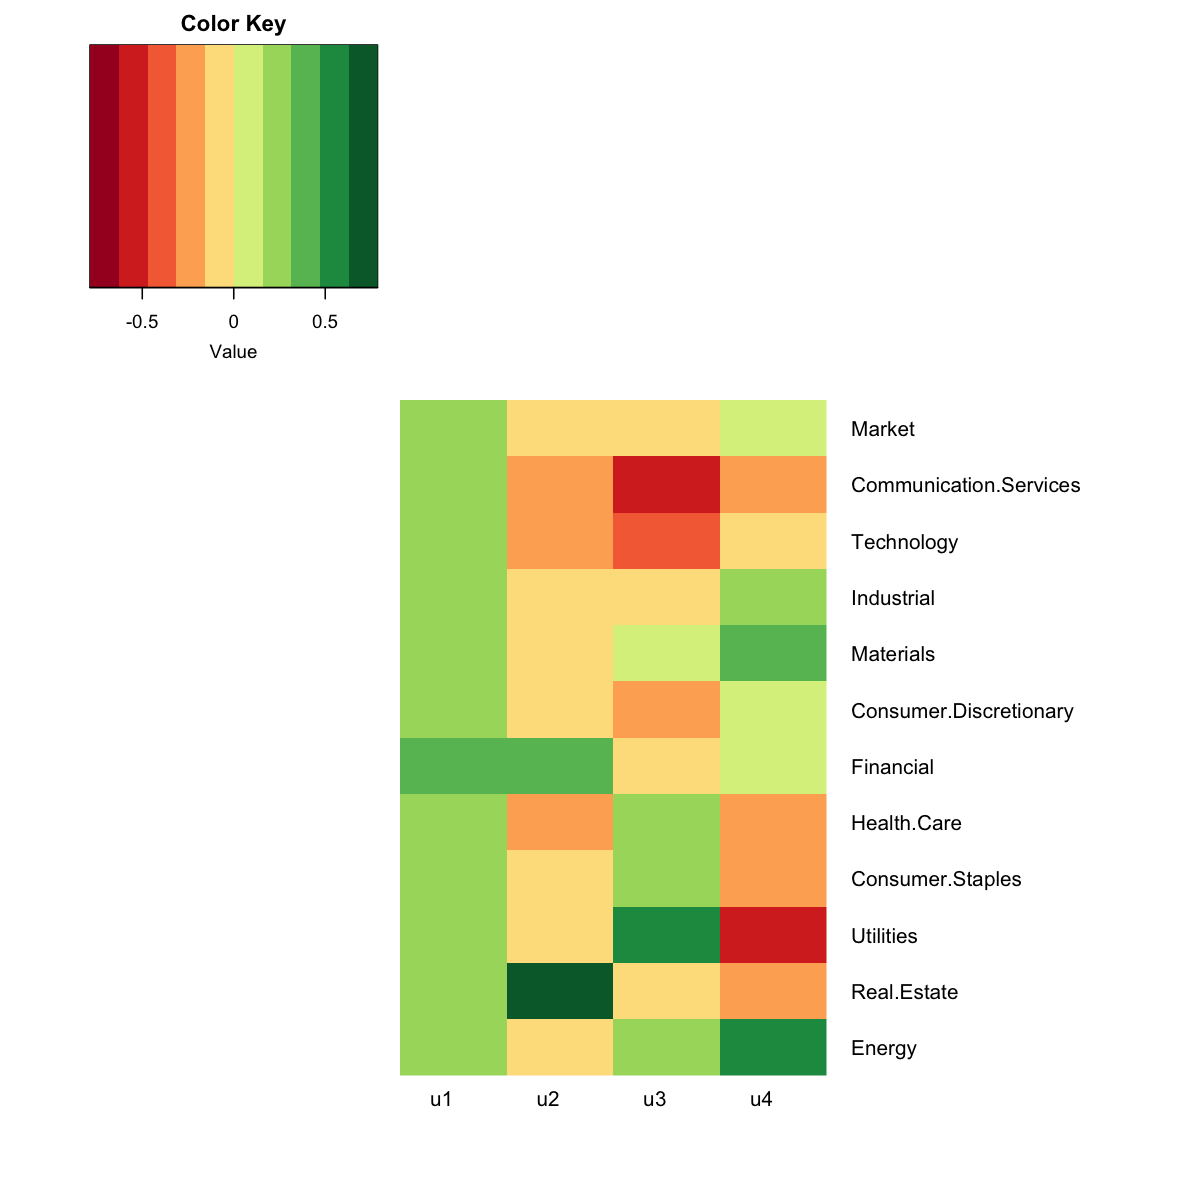 Color Key
-0.5 0 0.5
Value
Market
Communication.Services
Technology
Industrial
Materials
Consumer.Discretionary
Financial
Health.Care
Consumer.Staples
Utilities
Real.Estate
Energy
u1 u2 u3 u4